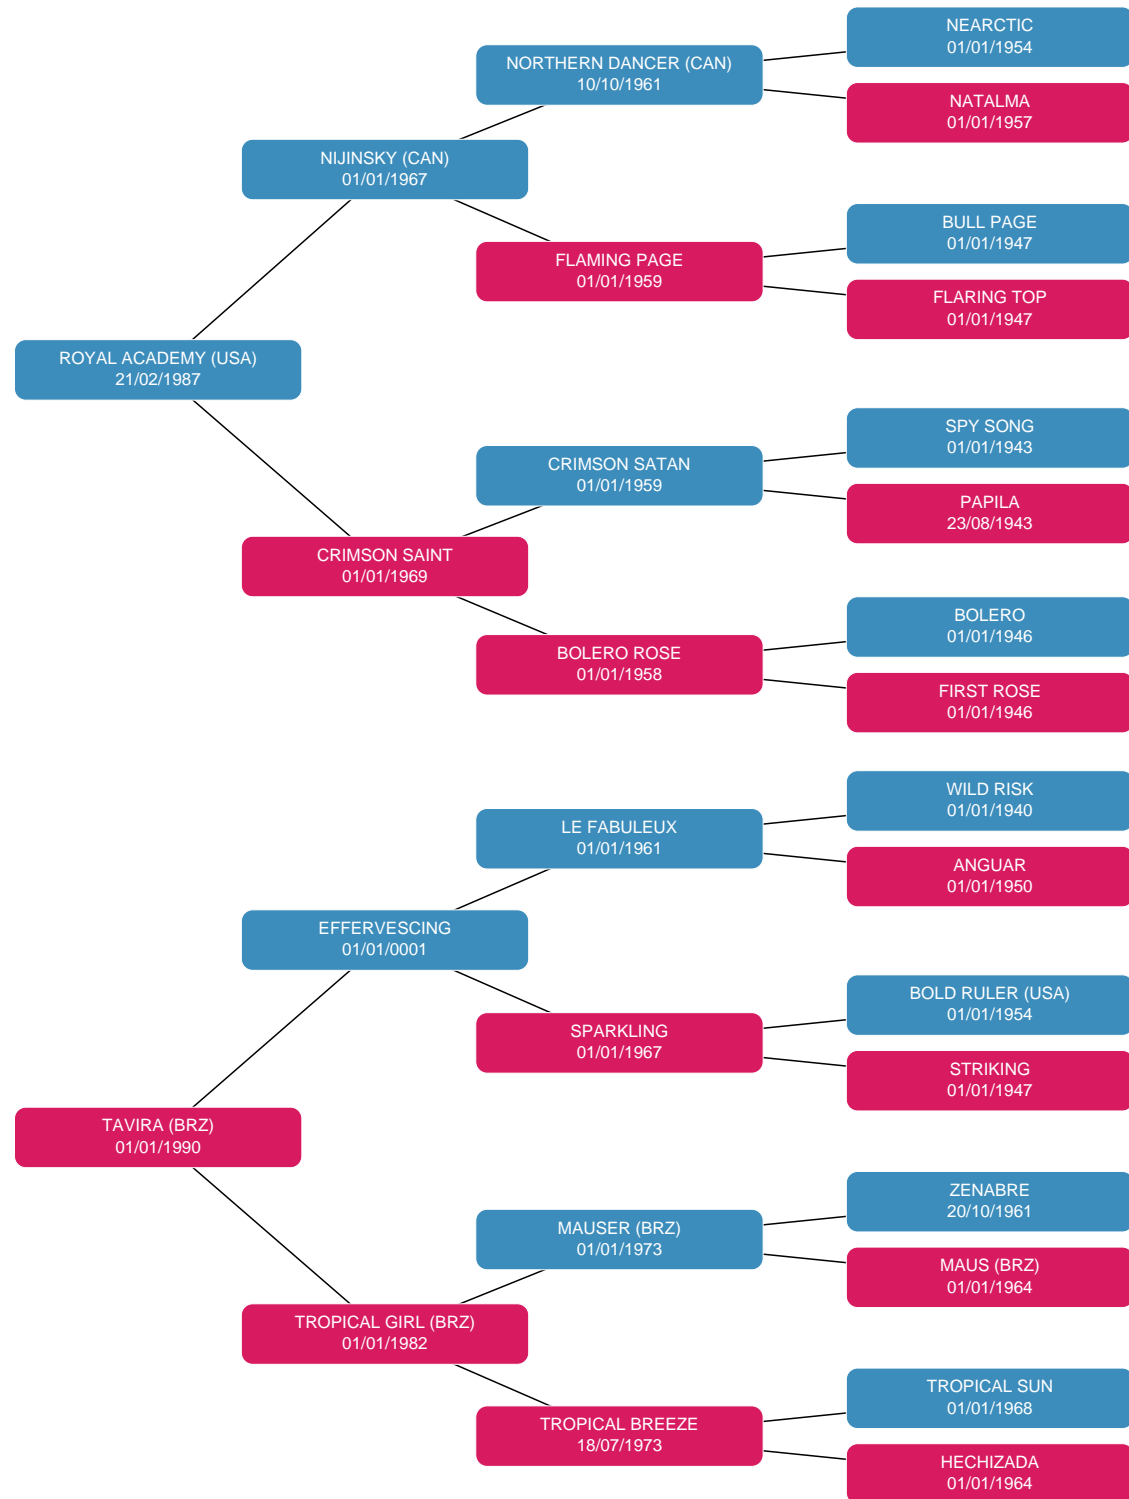 NEARCTIC
01/01/1954
NORTHERN DANCER (CAN)
10/10/1961
NATALMA
01/01/1957
NIJINSKY (CAN)
01/01/1967
BULL PAGE
01/01/1947
FLAMING PAGE
01/01/1959
FLARING TOP
01/01/1947
ROYAL ACADEMY (USA)
21/02/1987
SPY SONG
01/01/1943
CRIMSON SATAN
01/01/1959
PAPILA
23/08/1943
CRIMSON SAINT
01/01/1969
BOLERO
01/01/1946
BOLERO ROSE
01/01/1958
FIRST ROSE
01/01/1946
WILD RISK
01/01/1940
LE FABULEUX
01/01/1961
ANGUAR
01/01/1950
EFFERVESCING
01/01/0001
BOLD RULER (USA)
01/01/1954
SPARKLING
01/01/1967
STRIKING
01/01/1947
TAVIRA (BRZ)
01/01/1990
ZENABRE
20/10/1961
MAUSER (BRZ)
01/01/1973
MAUS (BRZ)
01/01/1964
TROPICAL GIRL (BRZ)
01/01/1982
TROPICAL SUN
01/01/1968
TROPICAL BREEZE
18/07/1973
HECHIZADA
01/01/1964